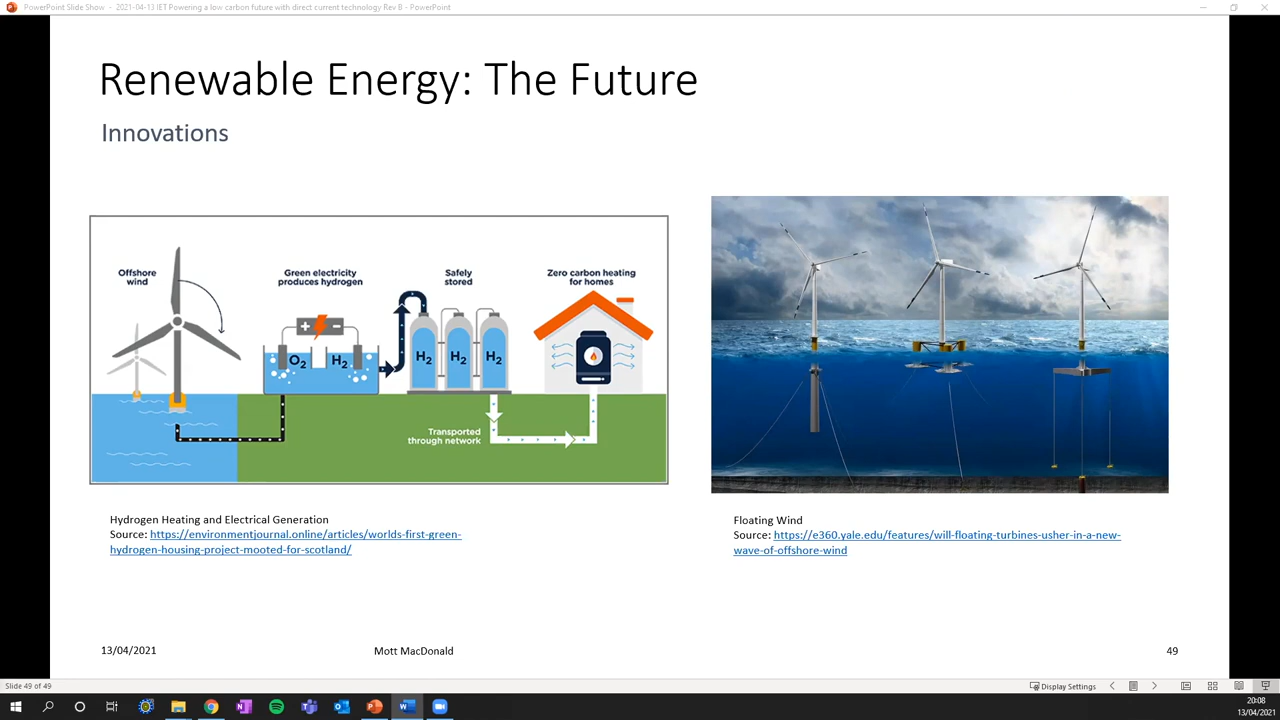 PowerPoint Slide Show - 2021-04-13 IET Powering a low carbon future with direct current technology Rev B - PowerPoint
Renewable Energy: The Future
Innovations
Offshore
wind
Green electricity
produces hydrogen
Safely
stored
Zero carbon heating
for homes
+ -
O2 H2
H2 H2 H2
Transported
through network
Hydrogen Heating and Electrical Generation
Source: https://environmentjournal.online/articles/worlds-first-green-
hydrogen-housing-project-mooted-for-scotland/
Floating Wind
Source: https://e360.yale.edu/features/will-floating-turbines-usher-in-a-new-
wave-of-offshore-wind
13/04/2021 Mott MacDonald 49
Slide 49 of 49 Display Settings
20:08
13/04/2021